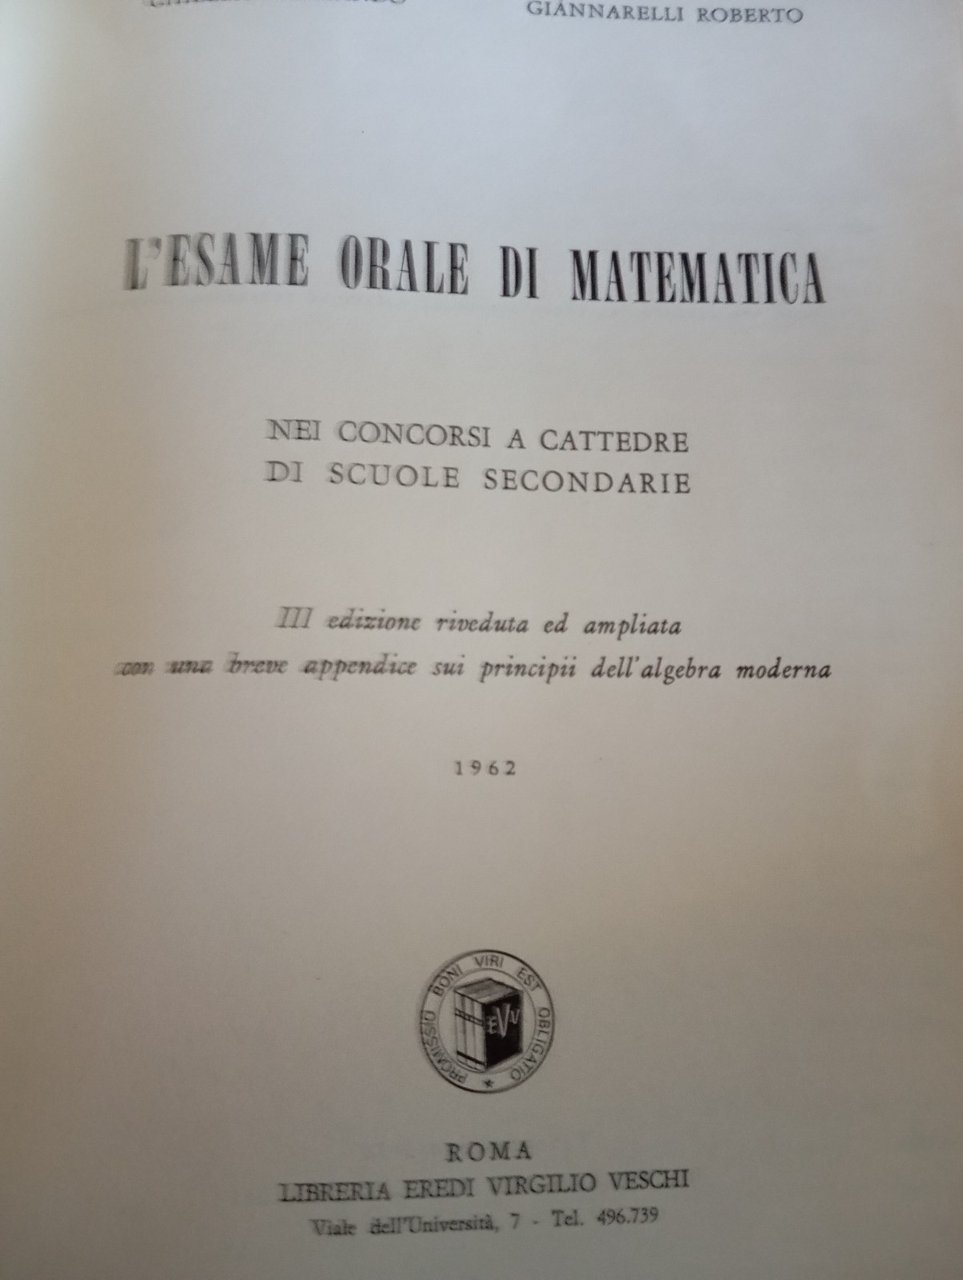 GIANNARELLI ROBERTO
L'ESAME ORALE DI MATEMATICA
NEI CONCORSI A CATTEDRE
DI SCUOLE SECONDARIE
III edizione riveduta ed ampliata
con una breve appendice sui principii dell'algebra moderna
1962
PROMISSIO BONI VIRI EST OBLIGATIO
EVV
ROMA
LIBRERIA EREDI VIRGILIO VESCHI
Viale dell'Università, 7 - Tel. 496.739